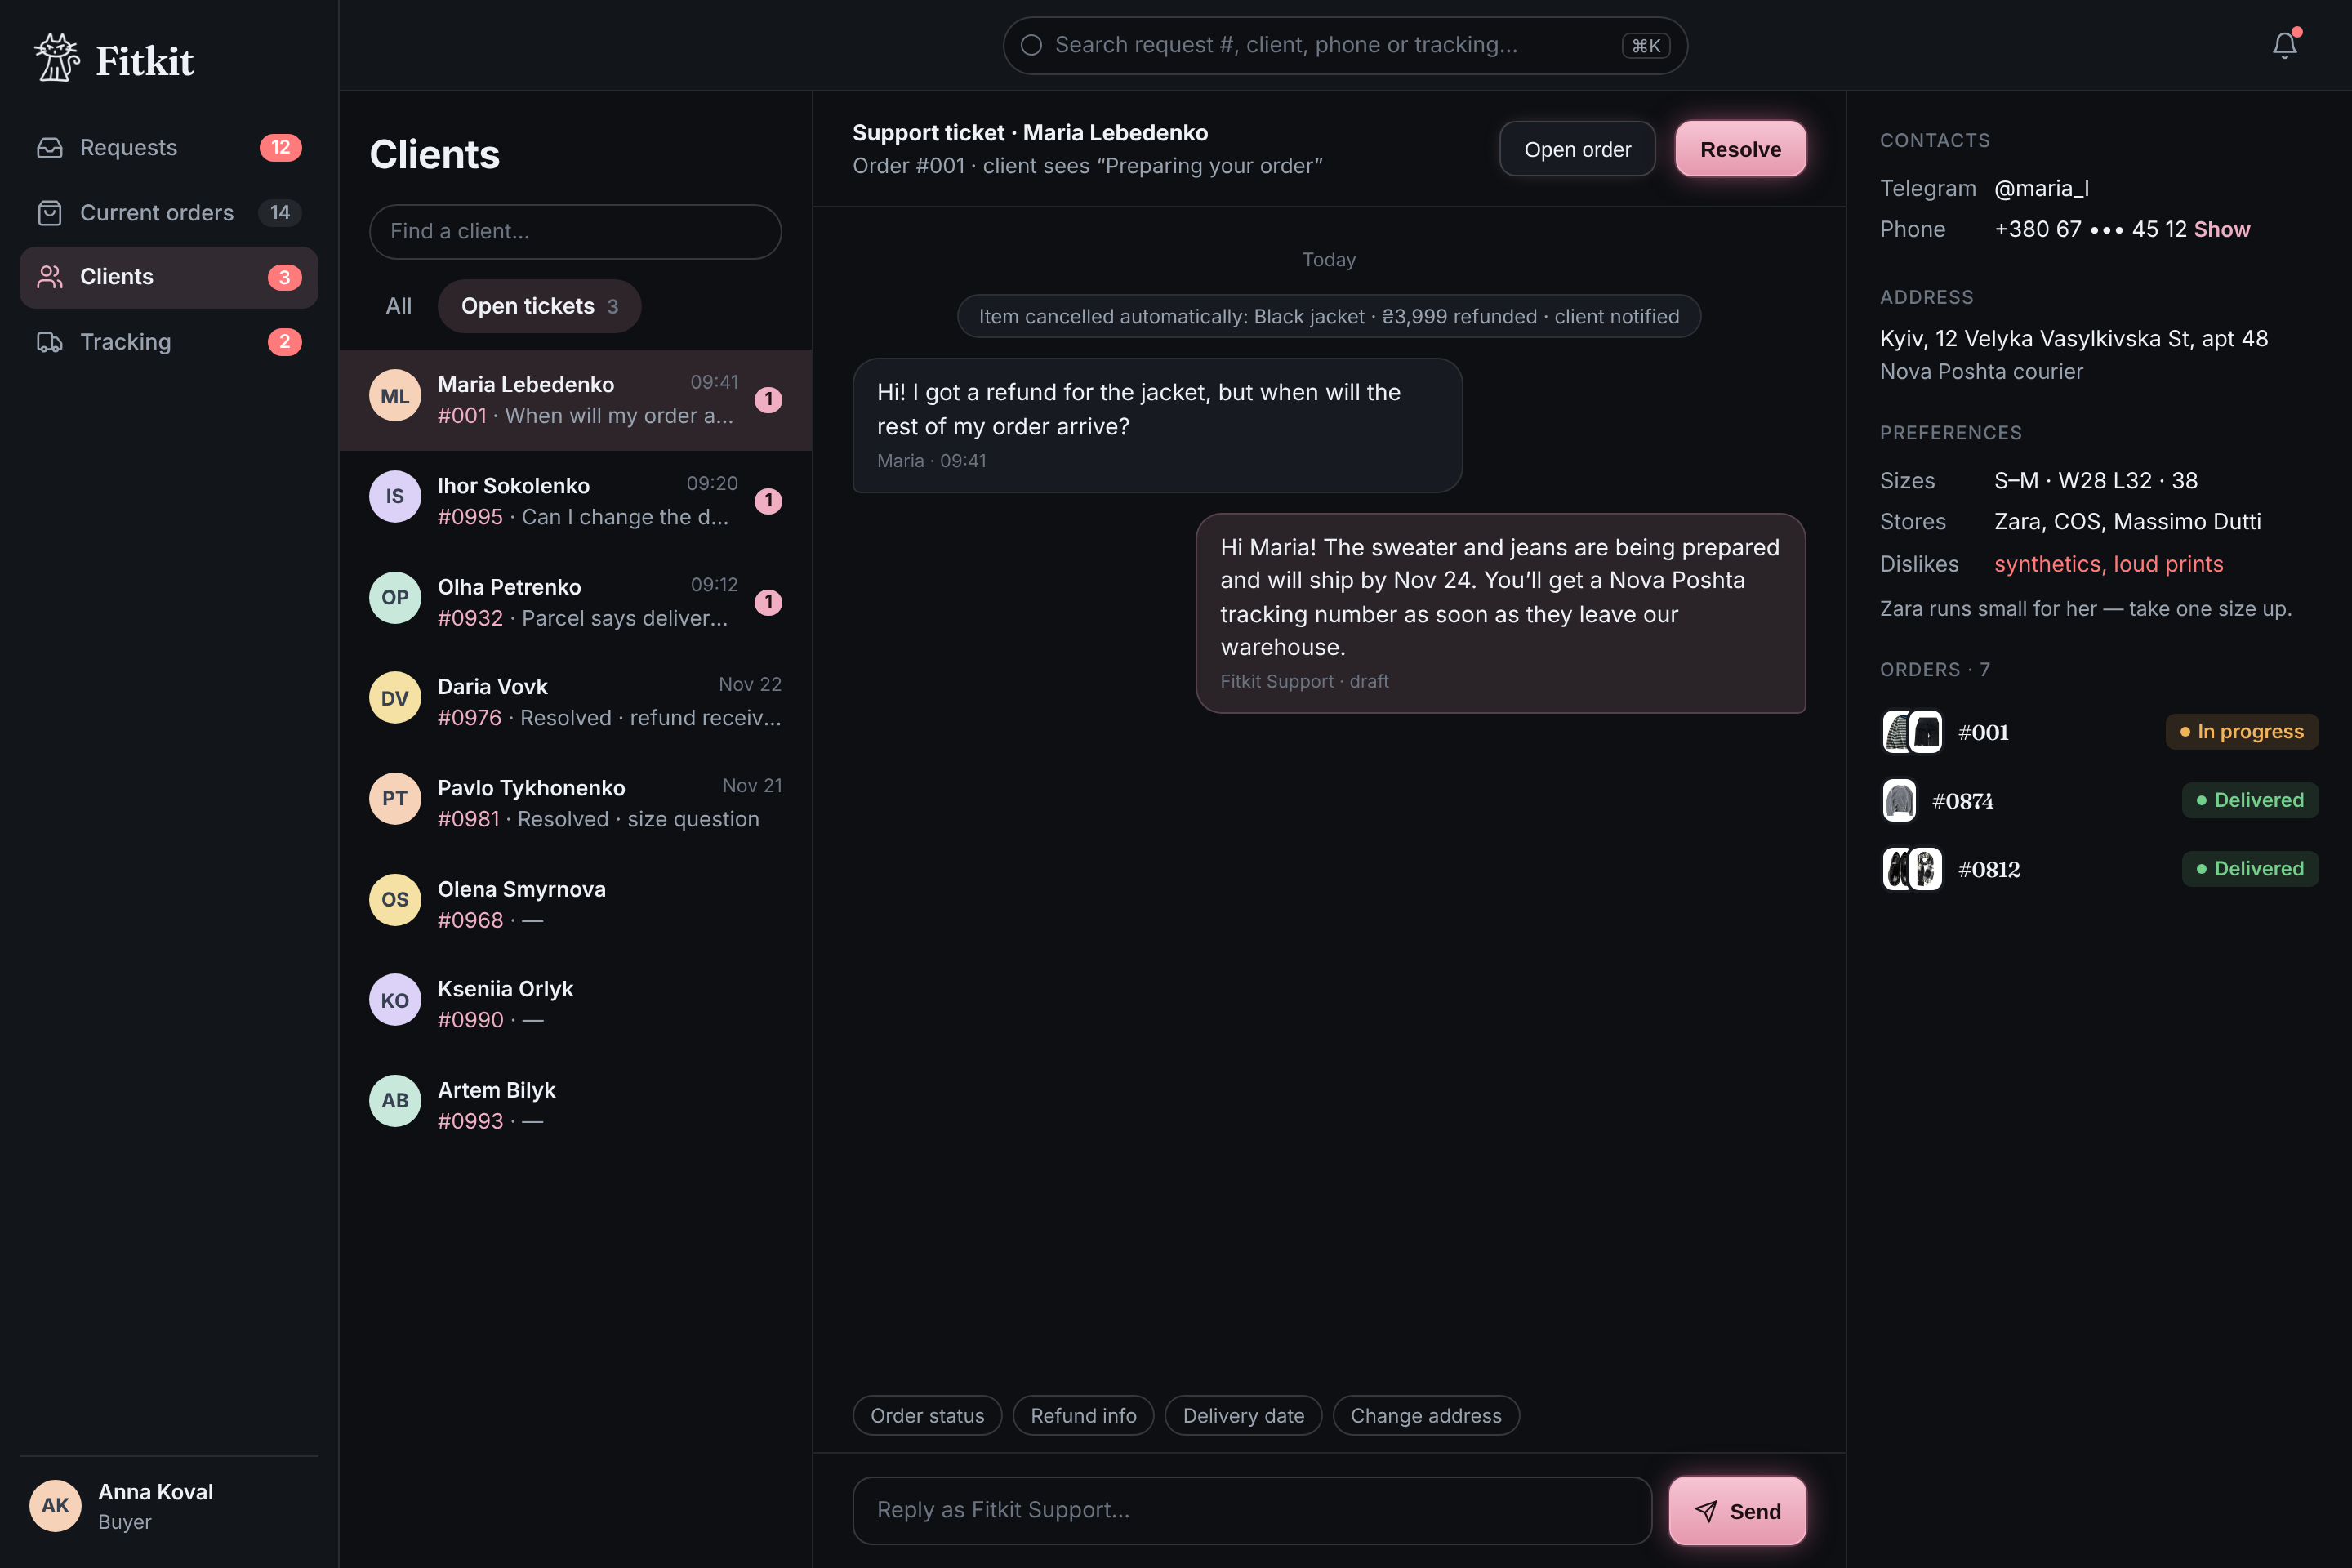 Fitkit
Search request #, client, phone or tracking...
⌘K
Requests
12
Current orders
14
Clients
3
Tracking
2
Clients
Find a client...
All
Open tickets 3
ML
Maria Lebedenko
09:41
#001 · When will my order a...
1
IS
Ihor Sokolenko
09:20
#0995 · Can I change the d...
1
OP
Olha Petrenko
09:12
#0932 · Parcel says deliver...
1
DV
Daria Vovk
Nov 22
#0976 · Resolved · refund receiv...
PT
Pavlo Tykhonenko
Nov 21
#0981 · Resolved · size question
OS
Olena Smyrnova
#0968 · —
KO
Kseniia Orlyk
#0990 · —
AB
Artem Bilyk
#0993 · —
Support ticket · Maria Lebedenko
Order #001 · client sees “Preparing your order”
Open order
Resolve
Today
Item cancelled automatically: Black jacket · ₴3,999 refunded · client notified
Hi! I got a refund for the jacket, but when will the
rest of my order arrive?
Maria · 09:41
Hi Maria! The sweater and jeans are being prepared
and will ship by Nov 24. You’ll get a Nova Poshta
tracking number as soon as they leave our
warehouse.
Fitkit Support · draft
Order status
Refund info
Delivery date
Change address
Reply as Fitkit Support...
Send
CONTACTS
Telegram @maria_l
Phone +380 67 ••• 45 12 Show
ADDRESS
Kyiv, 12 Velyka Vasylkivska St, apt 48
Nova Poshta courier
PREFERENCES
Sizes S–M · W28 L32 · 38
Stores Zara, COS, Massimo Dutti
Dislikes synthetics, loud prints
Zara runs small for her — take one size up.
ORDERS · 7
#001
In progress
#0874
Delivered
#0812
Delivered
AK
Anna Koval
Buyer